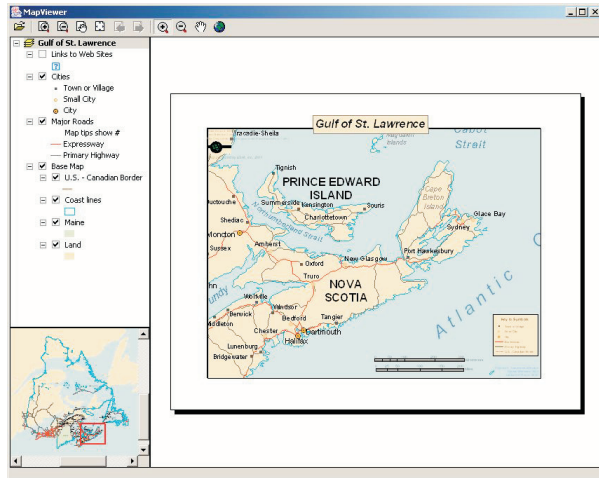 MapViewer
Gulf of St. Lawrence
Links to Web Sites
Cities
Town or Village
Small City
City
Major Roads
Map tips show #
Expressway
Primary Highway
Base Map
U.S. - Canadian Border
Coast lines
Maine
Land
Gulf of St. Lawrence
Tracadie-Sheila
Cabot
Strait
Tignish
PRINCE EDWARD
ISLAND
Cape
Breton
Island
Summerside
Kensington
Souris
Charlottetown
Northumberland Strait
Glace Bay
Sydney
Shediac
Sussex
Amherst
Oxford
New Glasgow
Port Hawkesbury
Truro
NOVA
SCOTIA
Atlantic
Wolfville
Windsor
Berwick
Bedford
Tangier
Chester
Dartmouth
Halifax
Lunenburg
Bridgewater